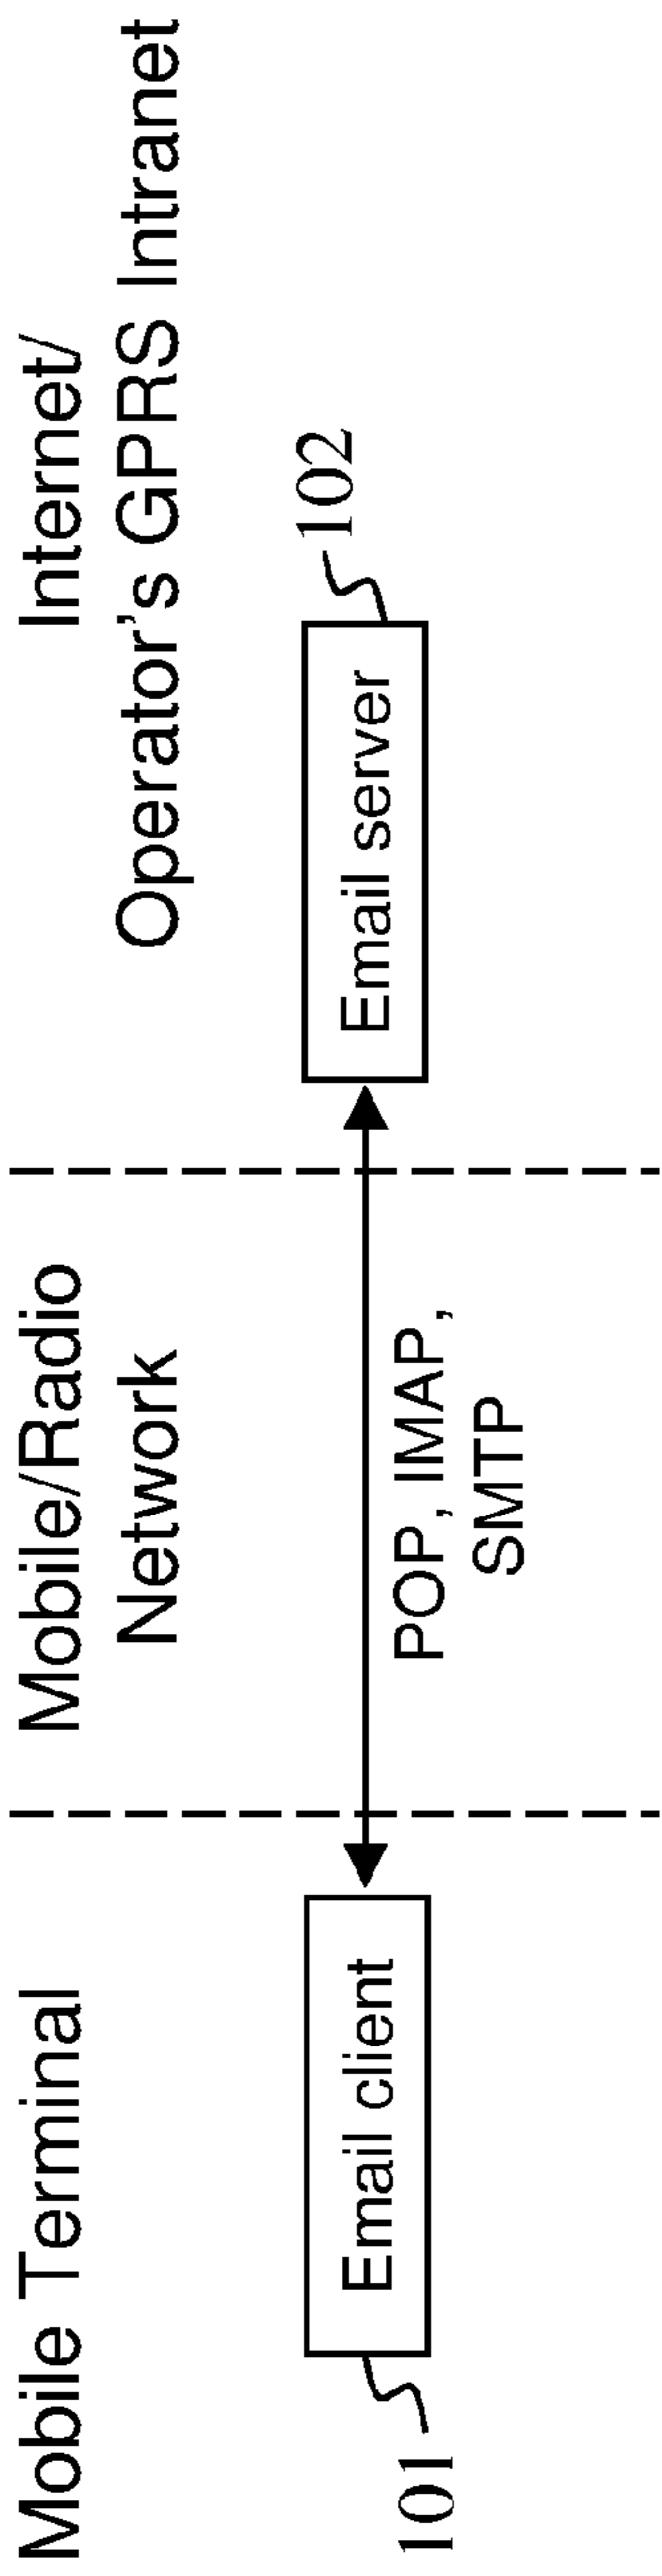 Mobile Terminal
Mobile/Radio
Network
Internet/
Operator's GPRS Intranet
101
Email client
POP, IMAP,
SMTP
Email server
102